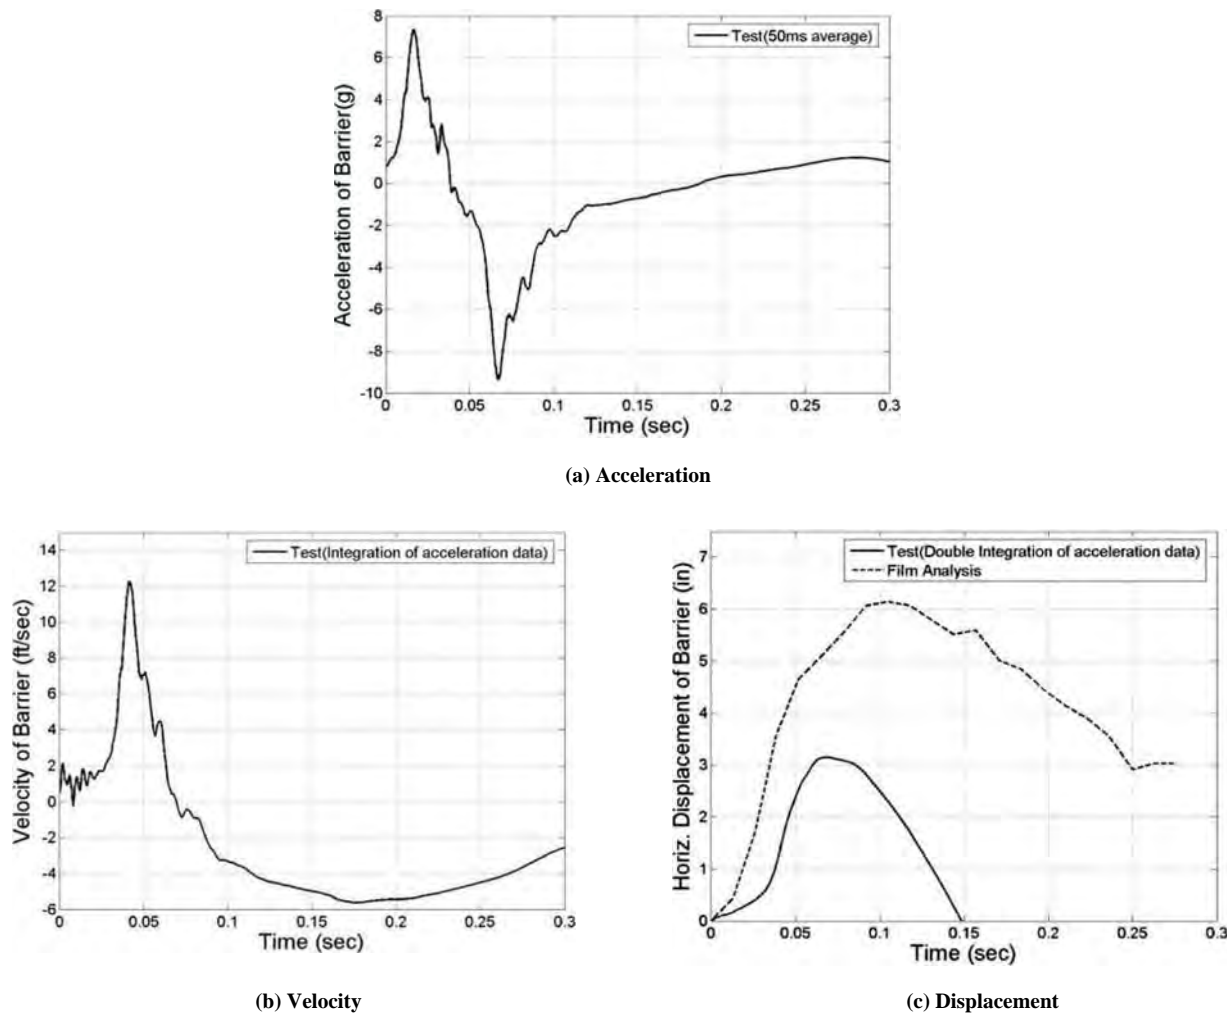 8
6
4
2
0
-2
-4
-6
-8
-10
Acceleration of Barrier(g)
Test(50ms average)
0 0.05 0.1 0.15 0.2 0.25 0.3
Time (sec)
(a) Acceleration
14
12
10
8
6
4
2
0
-2
-4
-6
Velocity of Barrier (ft/sec)
Test(Integration of acceleration data)
0 0.05 0.1 0.15 0.2 0.25 0.3
Time (sec)
(b) Velocity
7
6
5
4
3
2
1
0
Horiz. Displacement of Barrier (in)
Test(Double Integration of acceleration data)
Film Analysis
0 0.05 0.1 0.15 0.2 0.25 0.3
Time (sec)
(c) Displacement